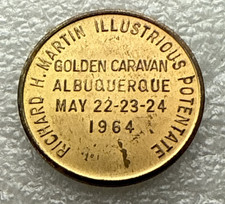 RICHARD H. MARTIN ILLUSTRIOUS POTENTATE
GOLDEN CARAVAN
ALBUQUERQUE
MAY 22-23-24
1964